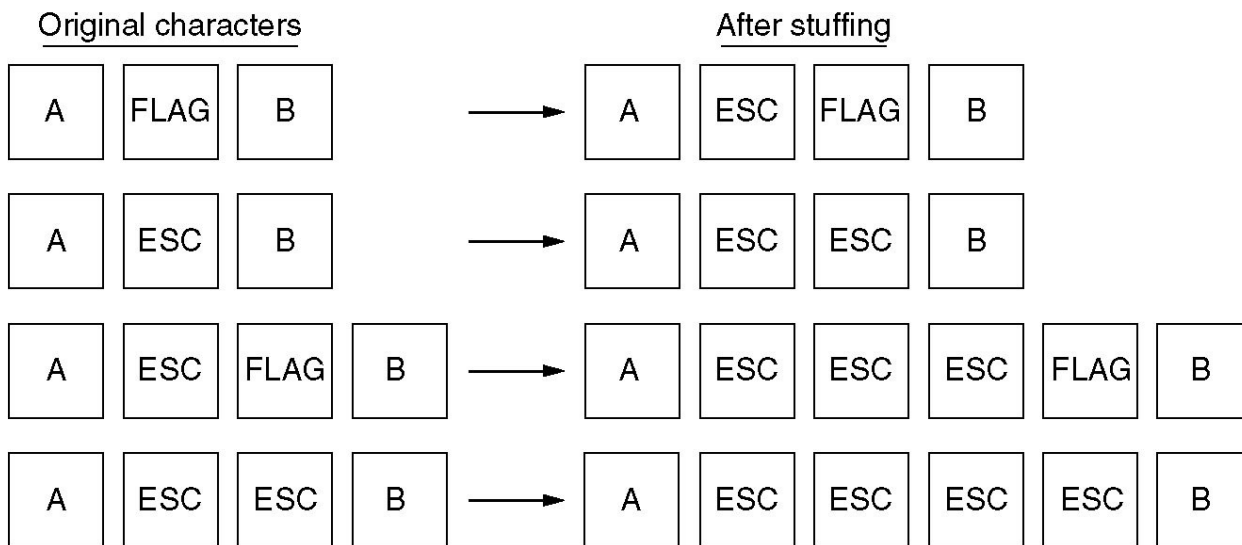 Original characters After stuffing
A FLAG B A ESC FLAG B
A ESC B A ESC ESC B
A ESC FLAG B A ESC ESC ESC FLAG B
A ESC ESC B A ESC ESC ESC ESC B